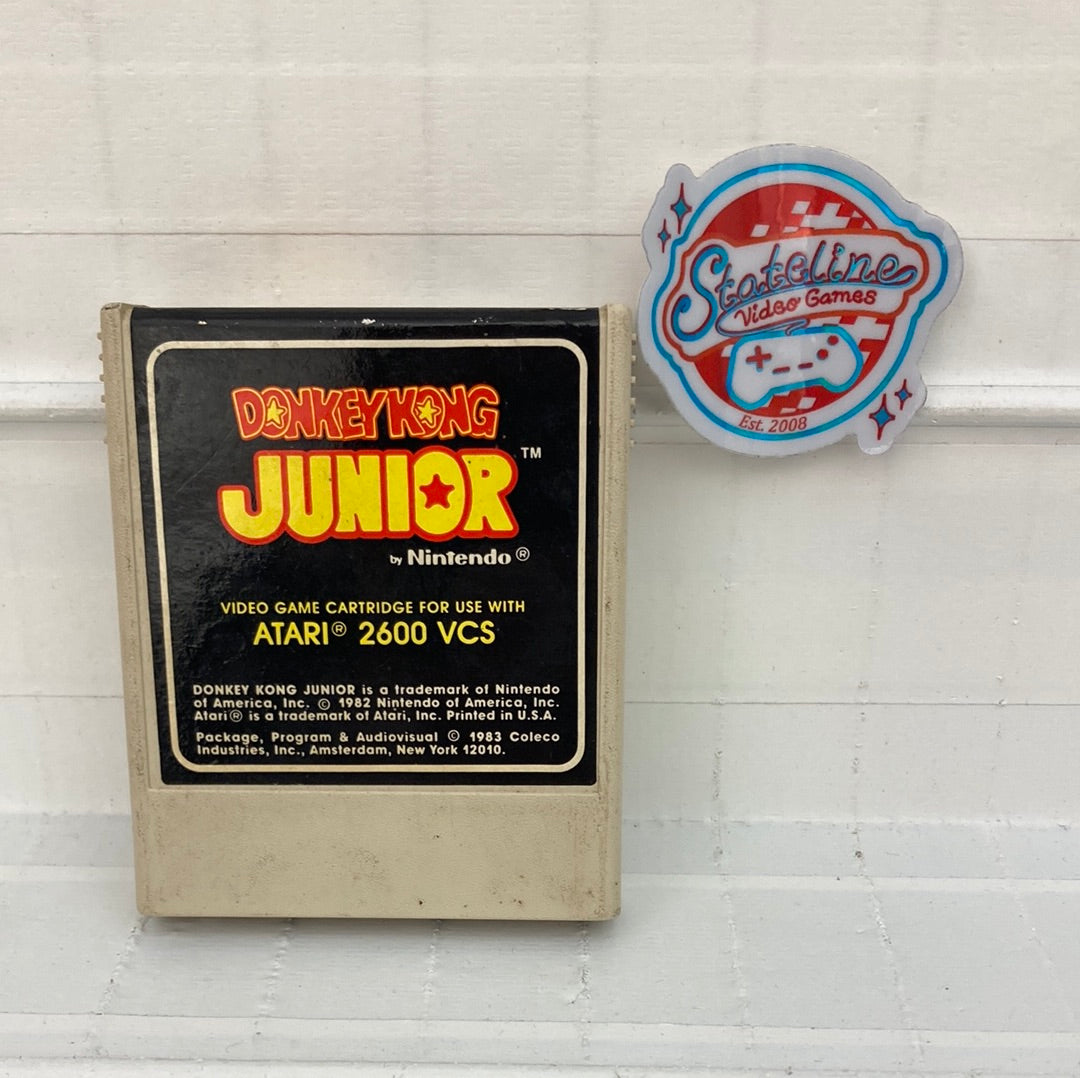 DONKEY KONG
JUNIOR™
by Nintendo®
VIDEO GAME CARTRIDGE FOR USE WITH
ATARI® 2600 VCS
DONKEY KONG JUNIOR is a trademark of Nintendo
of America, Inc. © 1982 Nintendo of America, Inc.
Atari® is a trademark of Atari, Inc. Printed in U.S.A.
Package, Program & Audiovisual © 1983 Coleco
Industries, Inc., Amsterdam, New York 12010.
Stateline
Video Games
Est. 2008